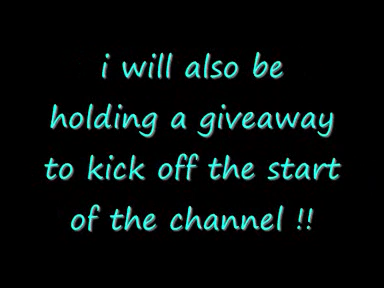 i will also be
holding a giveaway
to kick off the start
of the channel !!